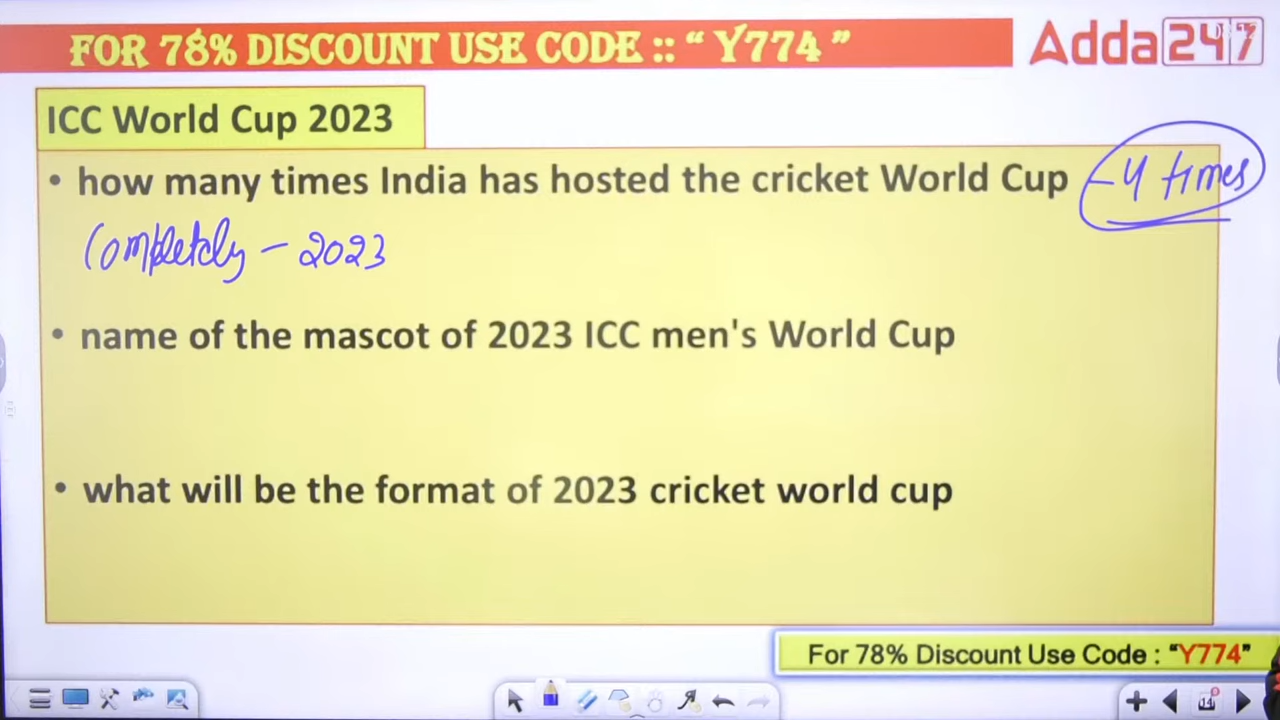 FOR 78% DISCOUNT USE CODE :: “ Y774 ”
Adda247
ICC World Cup 2023
• how many times India has hosted the cricket World Cup – 4 times
Completely – 2023
• name of the mascot of 2023 ICC men's World Cup
• what will be the format of 2023 cricket world cup
For 78% Discount Use Code : “Y774”